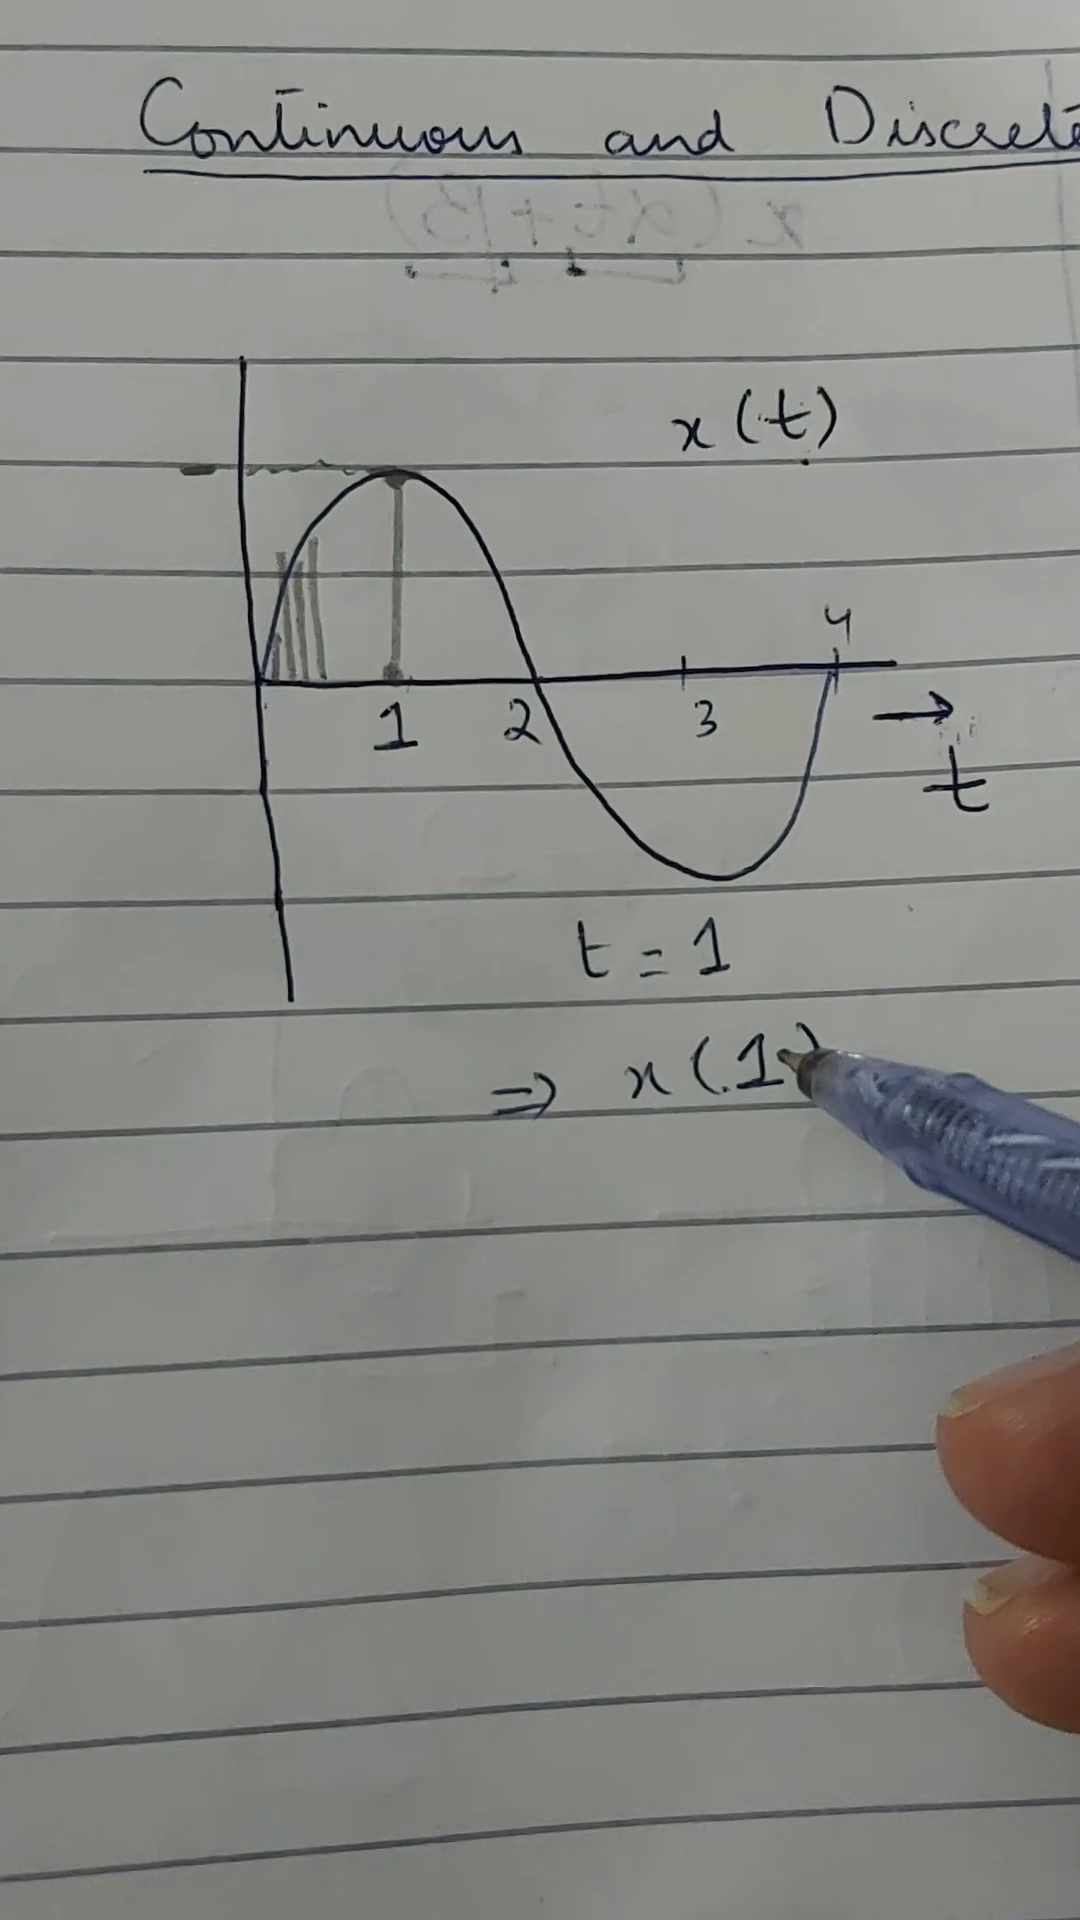 Continuous and Discrete
x(t)
4
1 2 3 →
t
t = 1
⇒ x(1)